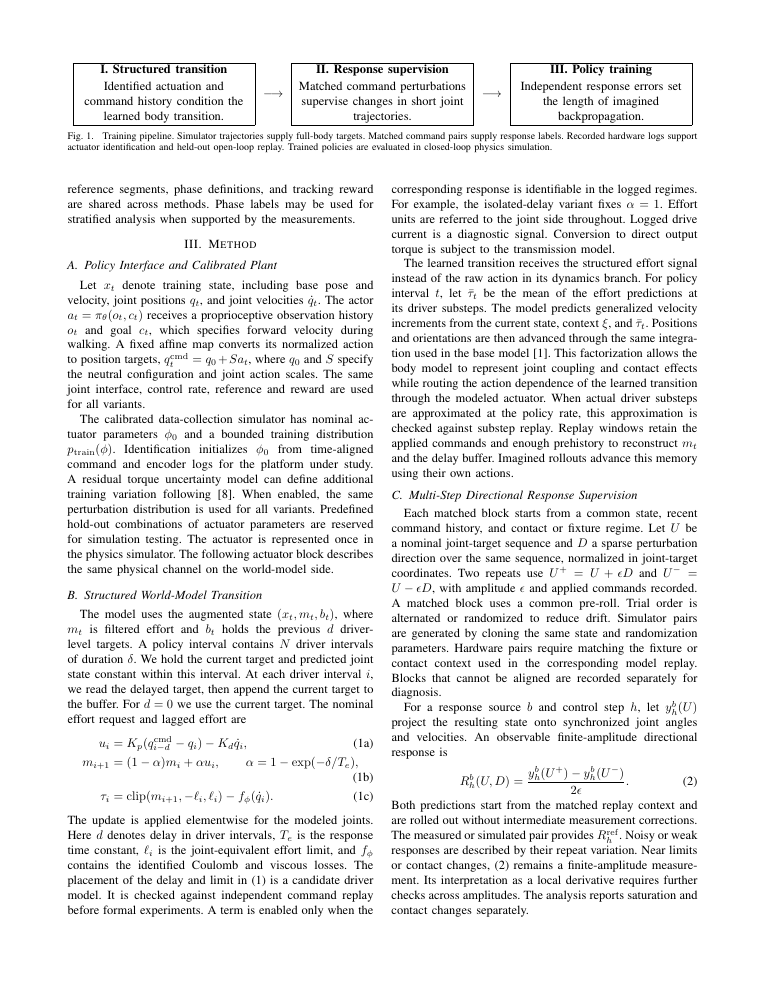 I. Structured transition
Identified actuation and
command history condition the
learned body transition.
⟶
II. Response supervision
Matched command perturbations
supervise changes in short joint
trajectories.
⟶
III. Policy training
Independent response errors set
the length of imagined
backpropagation.
Fig. 1. Training pipeline. Simulator trajectories supply full-body targets. Matched command pairs supply response labels. Recorded hardware logs support
actuator identification and held-out open-loop replay. Trained policies are evaluated in closed-loop physics simulation.
reference segments, phase definitions, and tracking reward
are shared across methods. Phase labels may be used for
stratified analysis when supported by the measurements.
III. METHOD
A. Policy Interface and Calibrated Plant
Let x_t denote training state, including base pose and
velocity, joint positions q_t, and joint velocities q̇_t. The actor
a_t = π_θ(o_t, c_t) receives a proprioceptive observation history
o_t and goal c_t, which specifies forward velocity during
walking. A fixed affine map converts its normalized action
to position targets, q_t^cmd = q_0 + Sa_t, where q_0 and S specify
the neutral configuration and joint action scales. The same
joint interface, control rate, reference and reward are used
for all variants.
The calibrated data-collection simulator has nominal ac-
tuator parameters ϕ_0 and a bounded training distribution
p_train(ϕ). Identification initializes ϕ_0 from time-aligned
command and encoder logs for the platform under study.
A residual torque uncertainty model can define additional
training variation following [8]. When enabled, the same
perturbation distribution is used for all variants. Predefined
hold-out combinations of actuator parameters are reserved
for simulation testing. The actuator is represented once in
the physics simulator. The following actuator block describes
the same physical channel on the world-model side.
B. Structured World-Model Transition
The model uses the augmented state (x_t, m_t, b_t), where
m_t is filtered effort and b_t holds the previous d driver-
level targets. A policy interval contains N driver intervals
of duration δ. We hold the current target and predicted joint
state constant within this interval. At each driver interval i,
we read the delayed target, then append the current target to
the buffer. For d = 0 we use the current target. The nominal
effort request and lagged effort are
u_i = K_p(q_{i−d}^cmd − q_i) − K_d q̇_i, (1a)
m_{i+1} = (1 − α)m_i + αu_i, α = 1 − exp(−δ/T_e),
(1b)
τ_i = clip(m_{i+1}, −ℓ_i, ℓ_i) − f_ϕ(q̇_i). (1c)
The update is applied elementwise for the modeled joints.
Here d denotes delay in driver intervals, T_e is the response
time constant, ℓ_i is the joint-equivalent effort limit, and f_ϕ
contains the identified Coulomb and viscous losses. The
placement of the delay and limit in (1) is a candidate driver
model. It is checked against independent command replay
before formal experiments. A term is enabled only when the
corresponding response is identifiable in the logged regimes.
For example, the isolated-delay variant fixes α = 1. Effort
units are referred to the joint side throughout. Logged drive
current is a diagnostic signal. Conversion to direct output
torque is subject to the transmission model.
The learned transition receives the structured effort signal
instead of the raw action in its dynamics branch. For policy
interval t, let τ̄_t be the mean of the effort predictions at
its driver substeps. The model predicts generalized velocity
increments from the current state, context ξ, and τ̄_t. Positions
and orientations are then advanced through the same integra-
tion used in the base model [1]. This factorization allows the
body model to represent joint coupling and contact effects
while routing the action dependence of the learned transition
through the modeled actuator. When actual driver substeps
are approximated at the policy rate, this approximation is
checked against substep replay. Replay windows retain the
applied commands and enough prehistory to reconstruct m_t
and the delay buffer. Imagined rollouts advance this memory
using their own actions.
C. Multi-Step Directional Response Supervision
Each matched block starts from a common state, recent
command history, and contact or fixture regime. Let U be
a nominal joint-target sequence and D a sparse perturbation
direction over the same sequence, normalized in joint-target
coordinates. Two repeats use U⁺ = U + ϵD and U⁻ =
U − ϵD, with amplitude ϵ and applied commands recorded.
A matched block uses a common pre-roll. Trial order is
alternated or randomized to reduce drift. Simulator pairs
are generated by cloning the same state and randomization
parameters. Hardware pairs require matching the fixture or
contact context used in the corresponding model replay.
Blocks that cannot be aligned are recorded separately for
diagnosis.
For a response source b and control step h, let y_h^b(U)
project the resulting state onto synchronized joint angles
and velocities. An observable finite-amplitude directional
response is
R_h^b(U, D) = (y_h^b(U⁺) − y_h^b(U⁻)) / 2ϵ. (2)
Both predictions start from the matched replay context and
are rolled out without intermediate measurement corrections.
The measured or simulated pair provides R_h^ref. Noisy or weak
responses are described by their repeat variation. Near limits
or contact changes, (2) remains a finite-amplitude measure-
ment. Its interpretation as a local derivative requires further
checks across amplitudes. The analysis reports saturation and
contact changes separately.